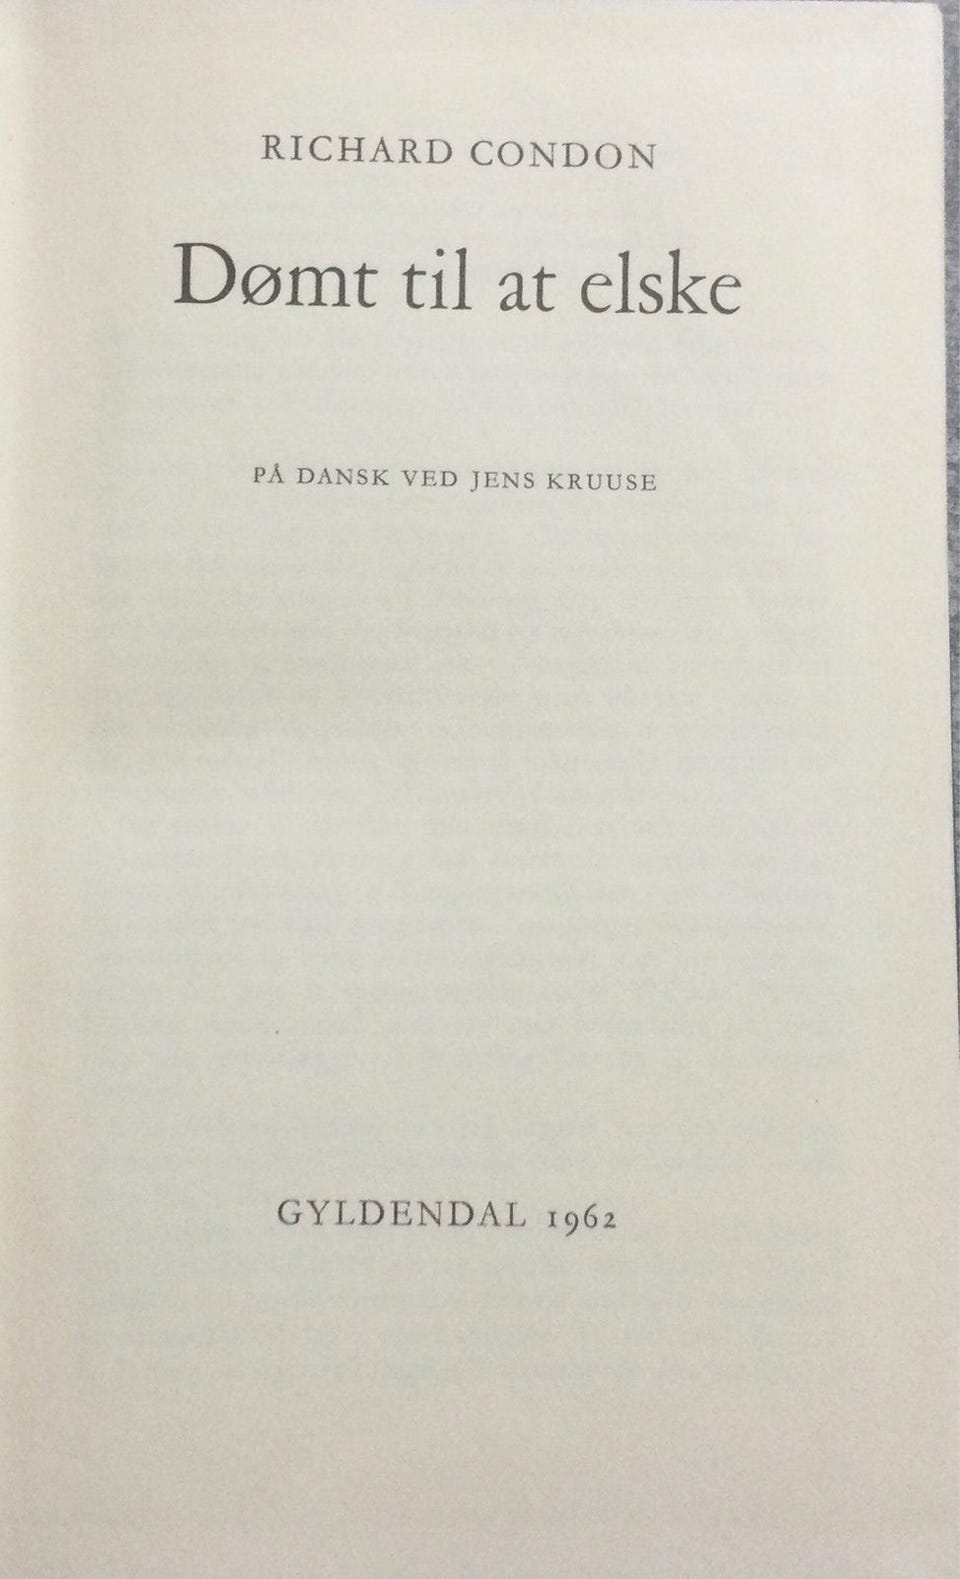 RICHARD CONDON
Dømt til at elske
PÅ DANSK VED JENS KRUUSE
GYLDENDAL 1962